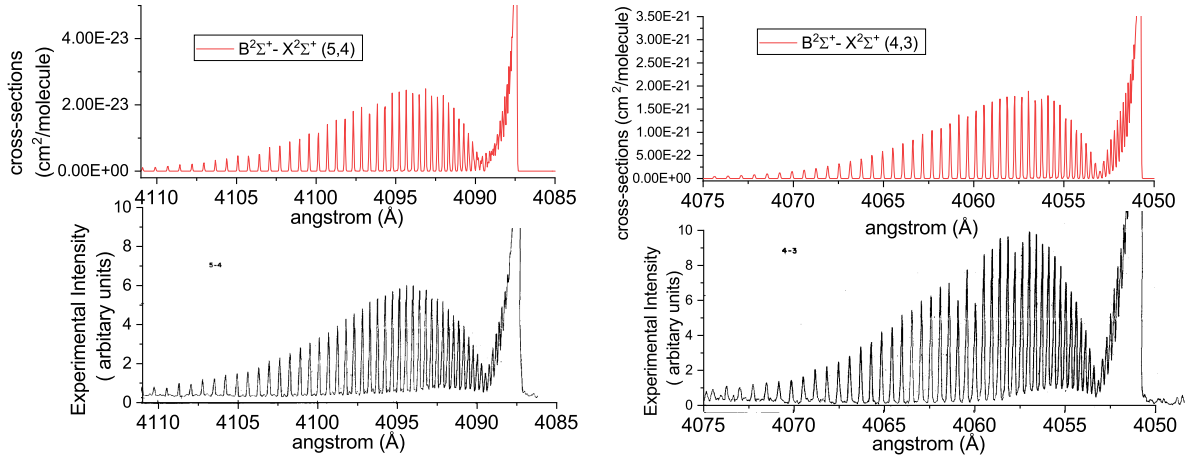 B²Σ⁺- X²Σ⁺ (5,4)
cross-sections
(cm²/molecule)
4.00E-23
2.00E-23
0.00E+00
4110 4105 4100 4095 4090 4085
angstrom (Å)
Experimental Intensity
( arbitary units)
10
8
6
4
2
0
5-4
4110 4105 4100 4095 4090 4085
angstrom (Å)
B²Σ⁺- X²Σ⁺ (4,3)
cross-sections (cm²/molecule)
3.50E-21
3.00E-21
2.50E-21
2.00E-21
1.50E-21
1.00E-21
5.00E-22
0.00E+00
4075 4070 4065 4060 4055 4050
angstrom (Å)
Experimental Intensity
( arbitary units)
10
8
6
4
2
0
4-3
4075 4070 4065 4060 4055 4050
angstrom (Å)